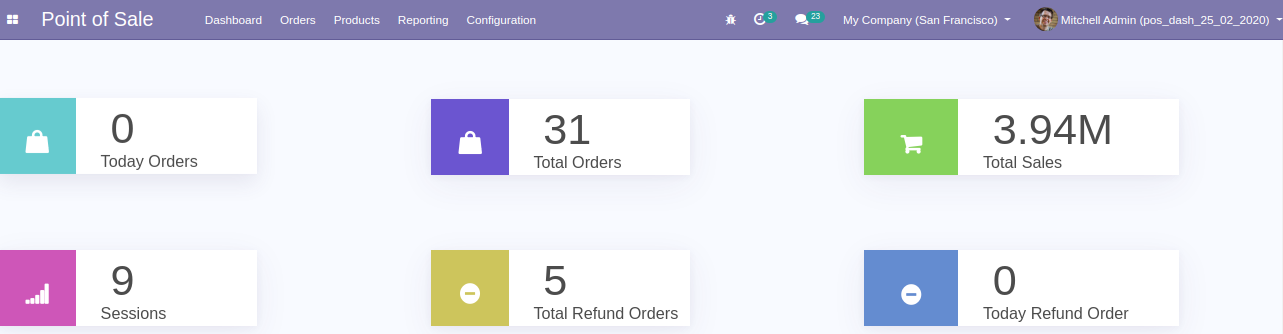 Point of Sale Dashboard Orders Products Reporting Configuration 3 23 My Company (San Francisco) Mitchell Admin (pos_dash_25_02_2020)
0 31 3.94M
Today Orders Total Orders Total Sales
9 5 0
Sessions Total Refund Orders Today Refund Order